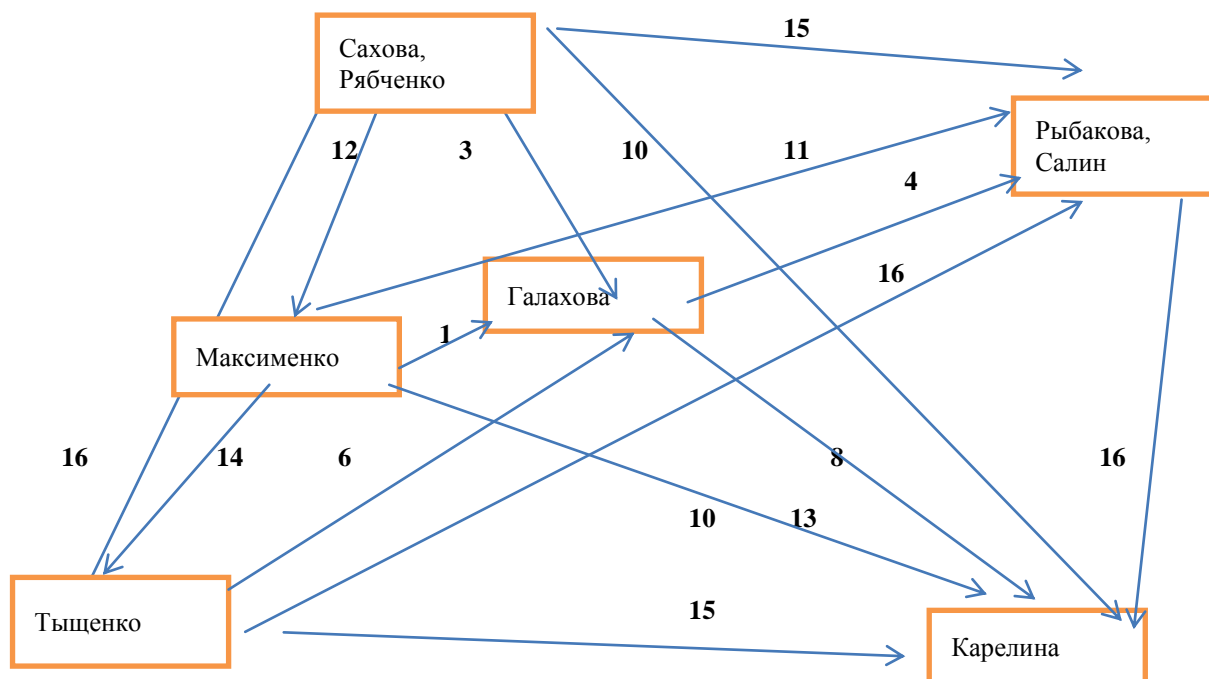 15
Сахова,
Рябченко
12
3
10
11
Рыбакова,
Салин
4
16
Галахова
1
Максименко
16
14
6
8
16
10
13
15
Тыщенко
Карелина